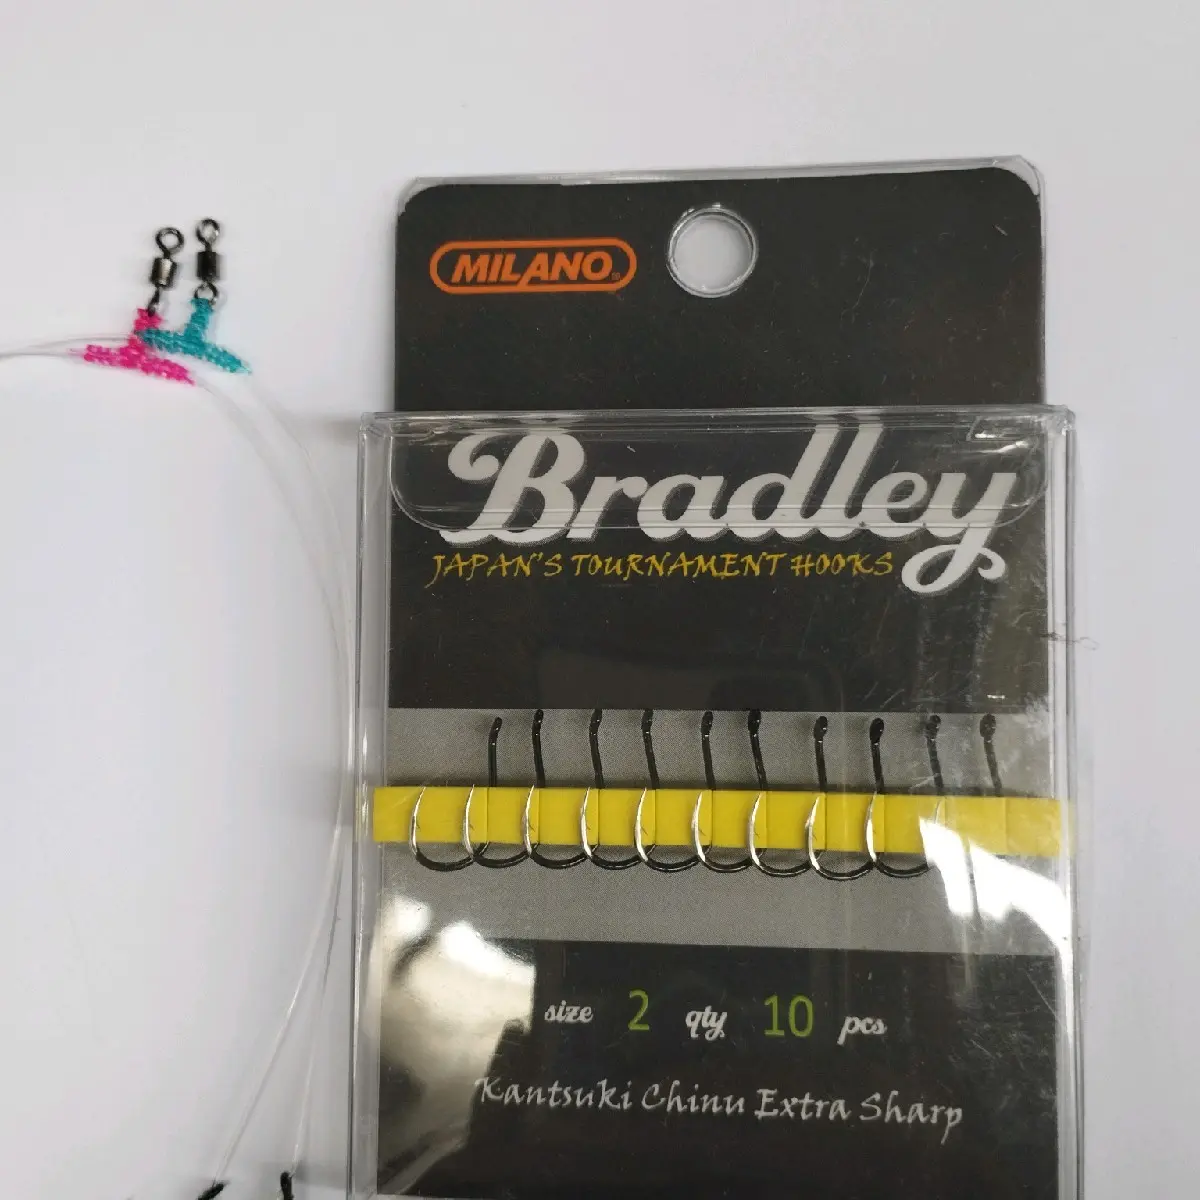 MILANO
Bradley
JAPAN'S TOURNAMENT HOOKS
size 2 qty 10 pcs
Kantsuki Chinu Extra Sharp